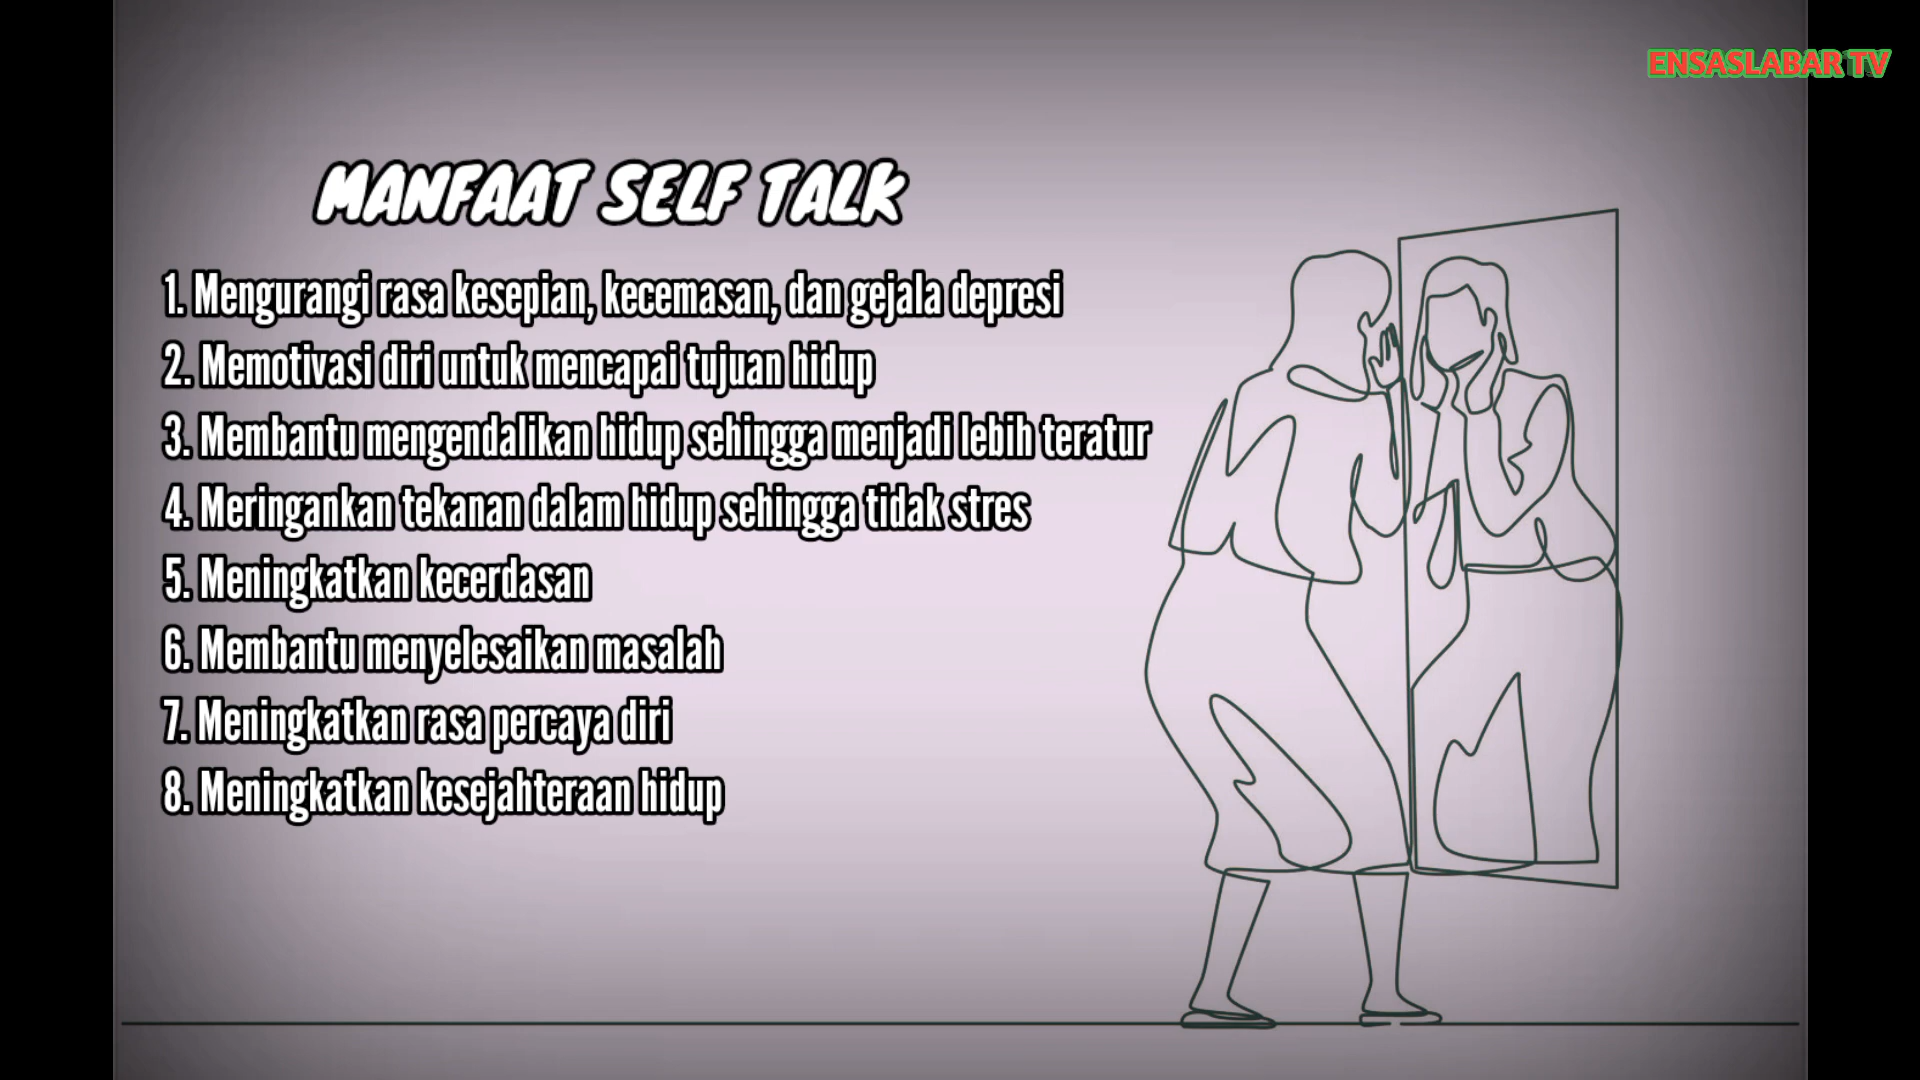 ENSASLABAR TV
MANFAAT SELF TALK
1. Mengurangi rasa kesepian, kecemasan, dan gejala depresi
2. Memotivasi diri untuk mencapai tujuan hidup
3. Membantu mengendalikan hidup sehingga menjadi lebih teratur
4. Meringankan tekanan dalam hidup sehingga tidak stres
5. Meningkatkan kecerdasan
6. Membantu menyelesaikan masalah
7. Meningkatkan rasa percaya diri
8. Meningkatkan kesejahteraan hidup